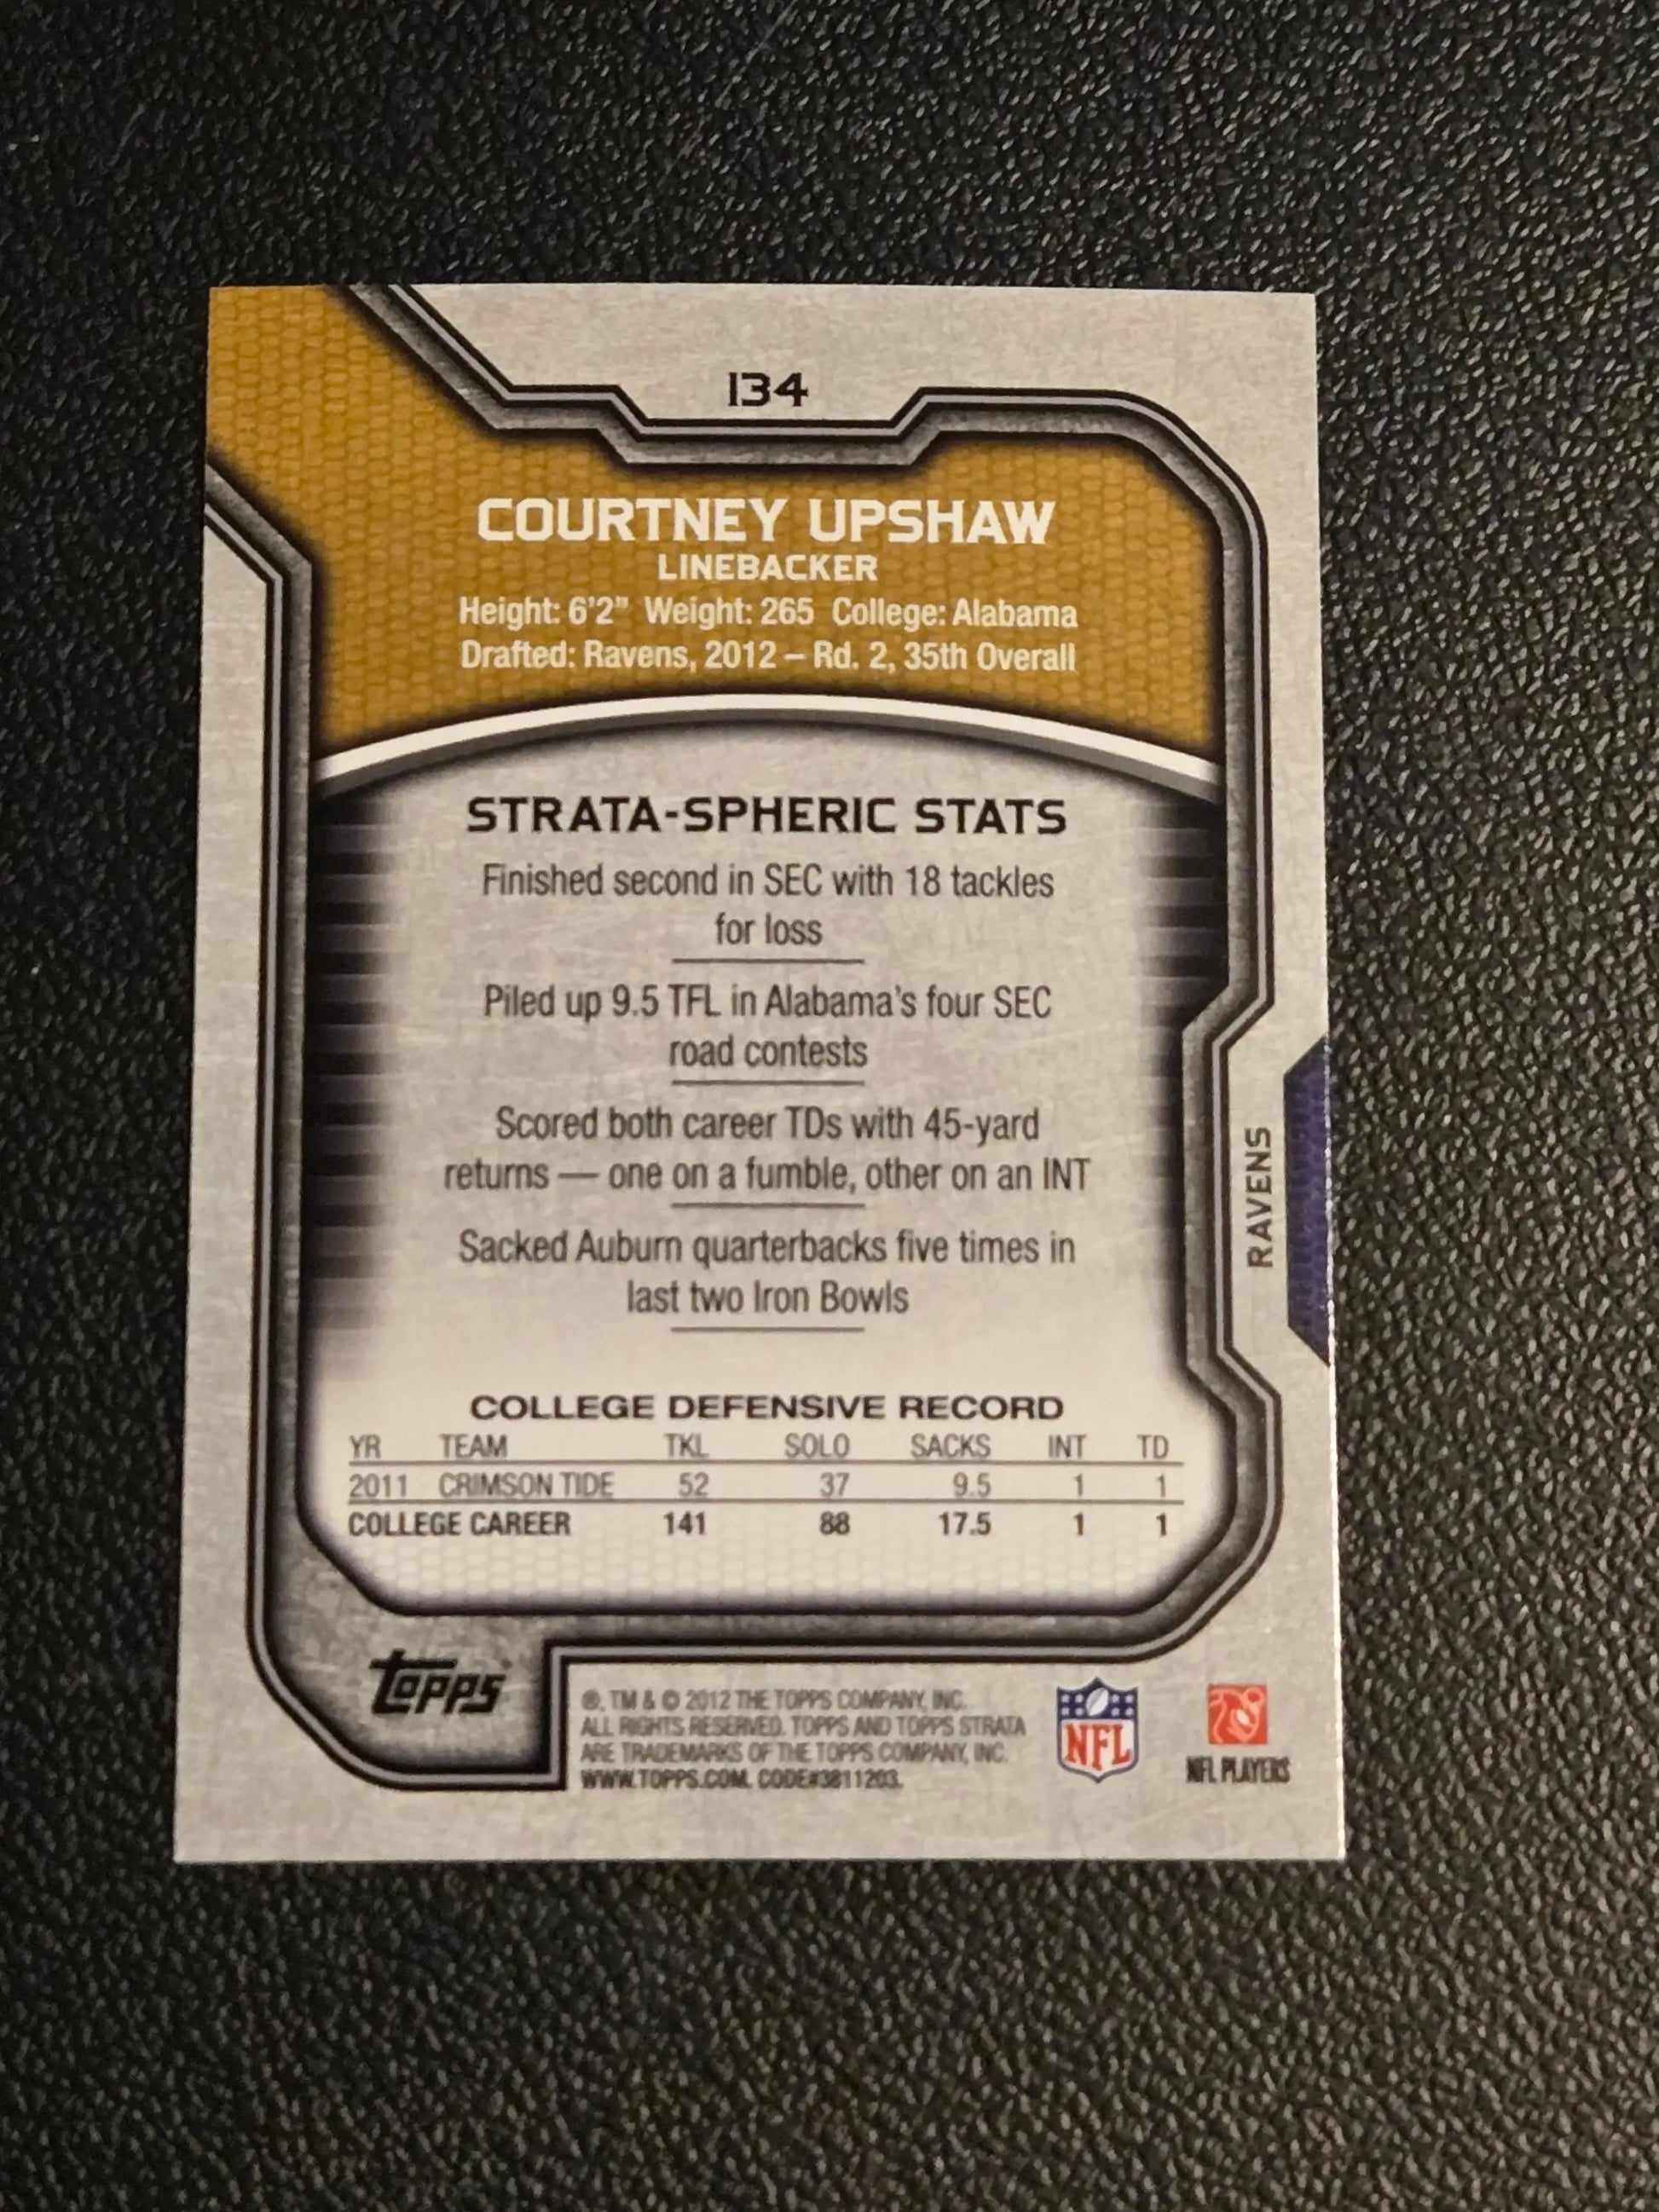 134
COURTNEY UPSHAW
LINEBACKER
Height: 6'2" Weight: 265 College: Alabama
Drafted: Ravens, 2012 – Rd. 2, 35th Overall
STRATA-SPHERIC STATS
Finished second in SEC with 18 tackles
for loss
Piled up 9.5 TFL in Alabama's four SEC
road contests
Scored both career TDs with 45-yard
returns — one on a fumble, other on an INT
Sacked Auburn quarterbacks five times in
last two Iron Bowls
RAVENS
COLLEGE DEFENSIVE RECORD
YR TEAM TKL SOLO SACKS INT TD
2011 CRIMSON TIDE 52 37 9.5 1 1
COLLEGE CAREER 141 88 17.5 1 1
Topps
®, TM & © 2012 THE TOPPS COMPANY, INC.
ALL RIGHTS RESERVED. TOPPS AND TOPPS STRATA
ARE TRADEMARKS OF THE TOPPS COMPANY, INC.
WWW.TOPPS.COM. CODE#3811203.
NFL
NFL PLAYERS